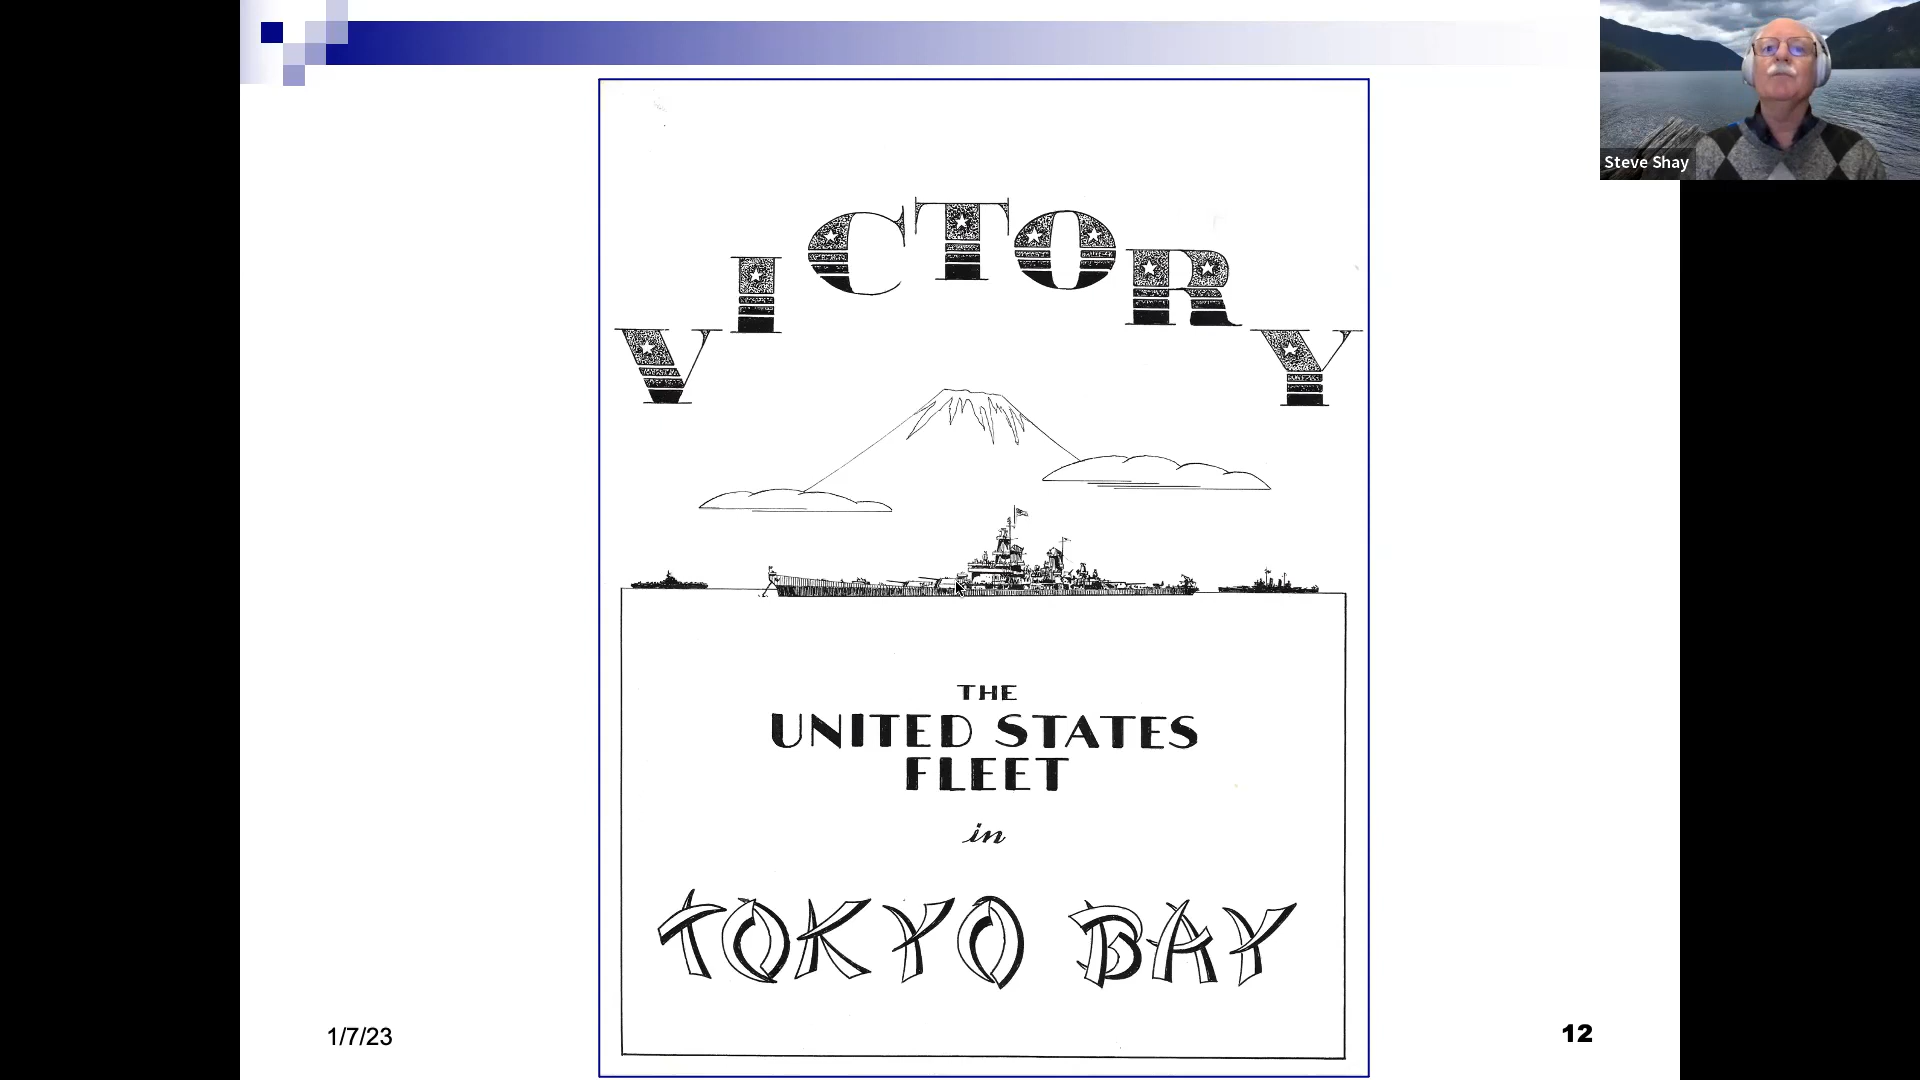 Steve Shay
VICTORY
THE
UNITED STATES
FLEET
in
TOKYO BAY
1/7/23
12